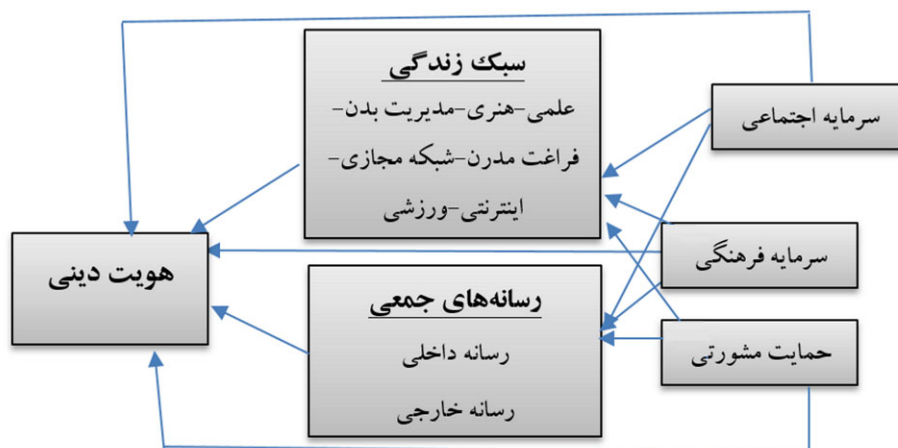 سبک زندگی
علمی-هنری-مدیریت بدن-
فراغت مدرن-شبکه مجازی-
اینترنتی-ورزشی
سرمایه اجتماعی
سرمایه فرهنگی
حمایت مشورتی
رسانه‌های جمعی
رسانه داخلی
رسانه خارجی
هویت دینی